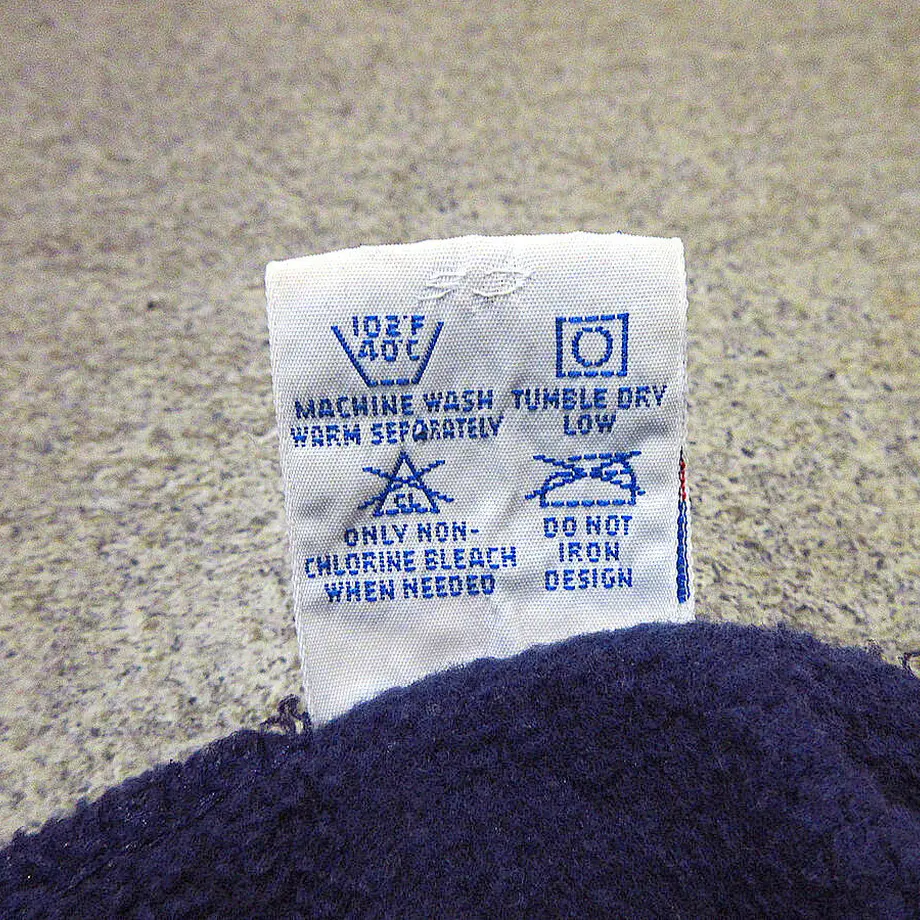 102°F
40°C
MACHINE WASH
WARM SEPARATELY
TUMBLE DRY
LOW
CL
ONLY NON-
CHLORINE BLEACH
WHEN NEEDED
DO NOT
IRON
DESIGN